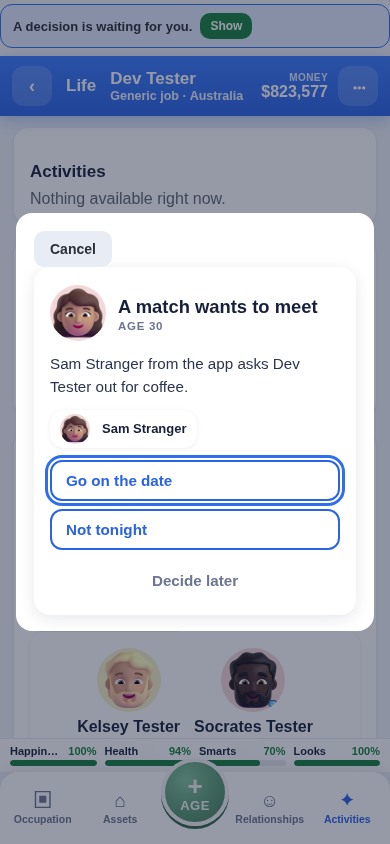 A decision is waiting for you. Show
‹ Life Dev Tester MONEY
Generic job · Australia $823,577 •••
Activities
Nothing available right now.
Cancel
A match wants to meet
AGE 30
Sam Stranger from the app asks Dev
Tester out for coffee.
Sam Stranger
Go on the date
Not tonight
Decide later
Kelsey Tester Socrates Tester
Happin... 100% Health 94% Smarts 70% Looks 100%
+
AGE
Occupation Assets Relationships Activities